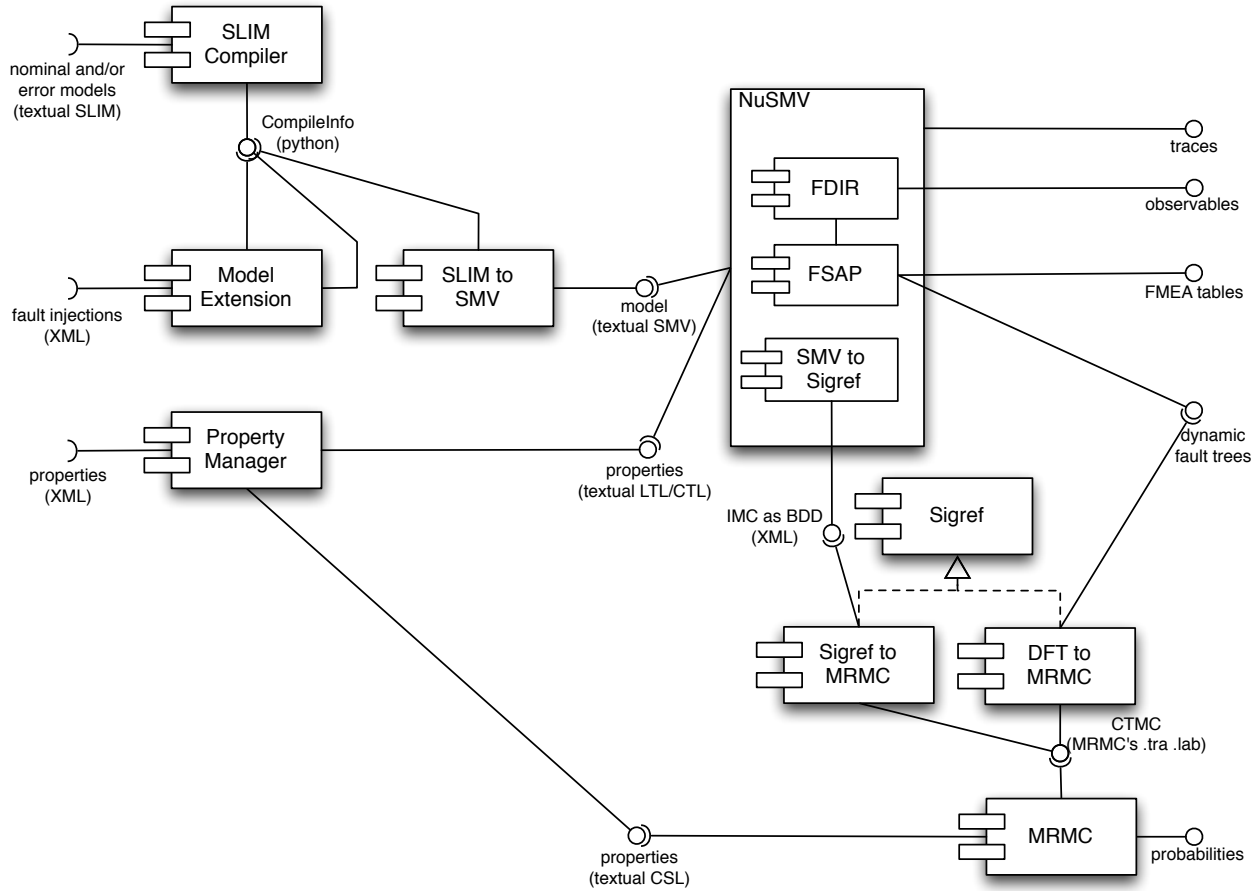 SLIM
Compiler
nominal and/or
error models
(textual SLIM)
CompileInfo
(python)
NuSMV
traces
FDIR
observables
Model
Extension
SLIM to
SMV
FSAP
FMEA tables
fault injections
(XML)
model
(textual SMV)
SMV to
Sigref
Property
Manager
dynamic
fault trees
properties
(XML)
properties
(textual LTL/CTL)
IMC as BDD
(XML)
Sigref
Sigref to
MRMC
DFT to
MRMC
CTMC
(MRMC's .tra .lab)
MRMC
properties
(textual CSL)
probabilities